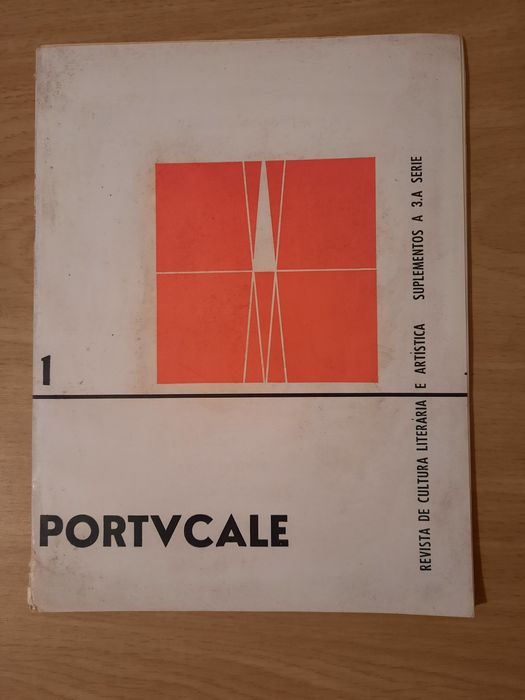 1
PORTVCALE
REVISTA DE CULTURA LITERÁRIA E ARTÍSTICA SUPLEMENTOS A 3.A SERIE